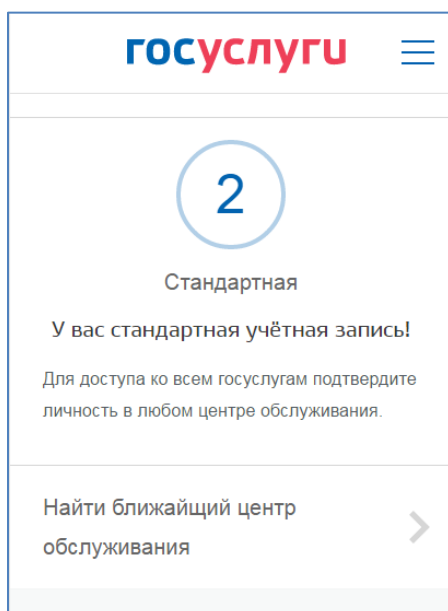 госуслуги
2
Стандартная
У вас стандартная учётная запись!
Для доступа ко всем госуслугам подтвердите
личность в любом центре обслуживания.
Найти ближайщий центр
обслуживания